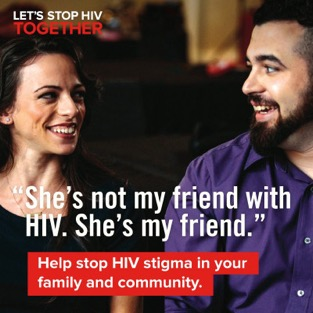 LET'S STOP HIV
TOGETHER
“She's not my friend with
HIV. She's my friend.”
Help stop HIV stigma in your
family and community.